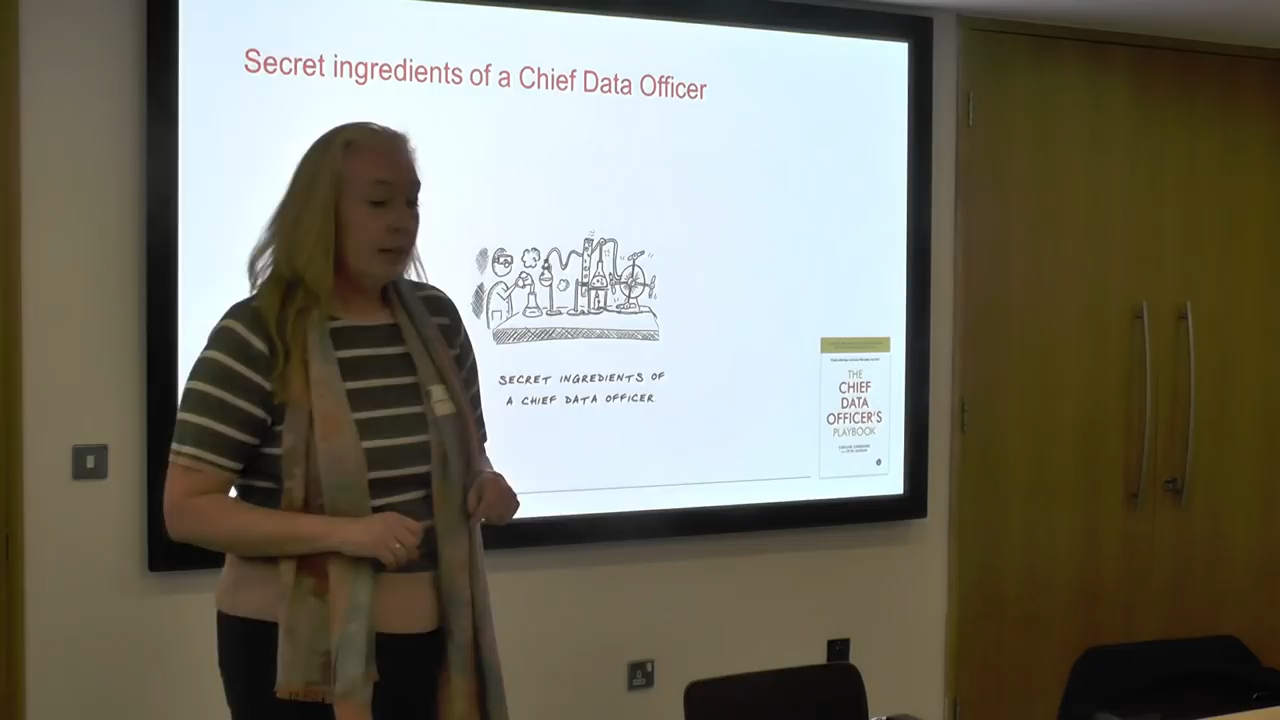 Secret ingredients of a Chief Data Officer
SECRET INGREDIENTS OF
A CHIEF DATA OFFICER
THE
CHIEF
DATA
OFFICER'S
PLAYBOOK